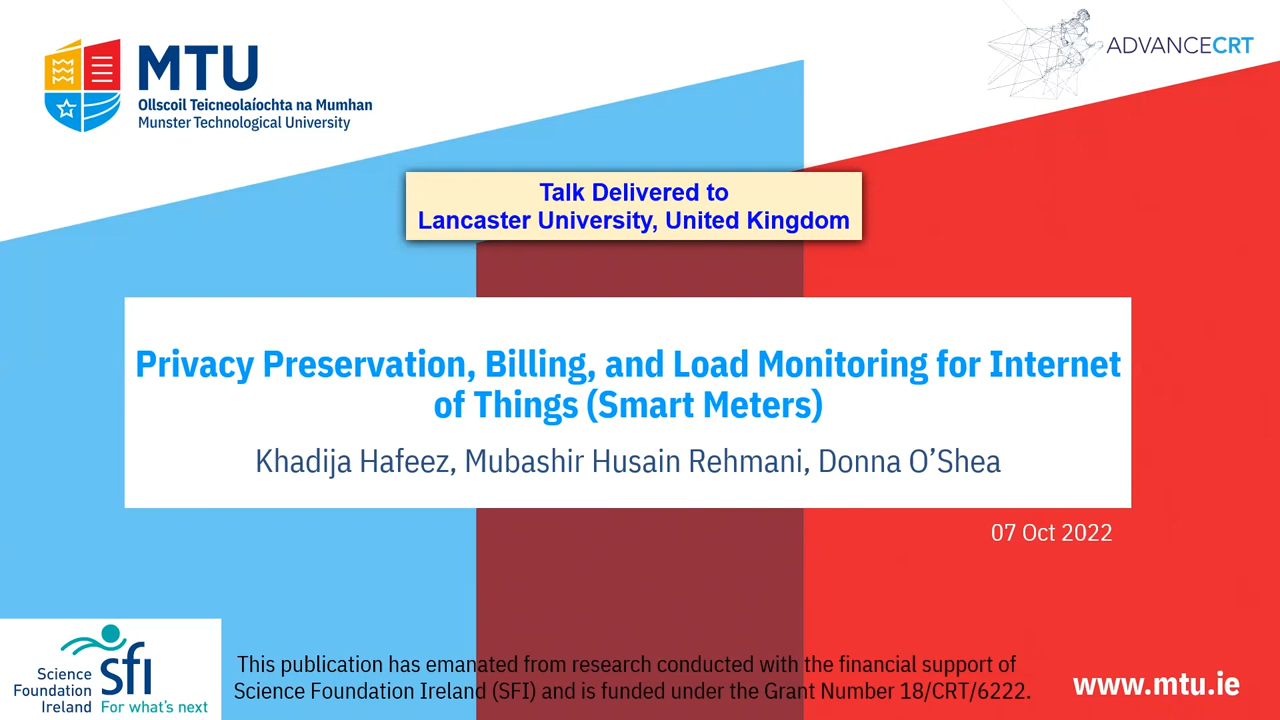 MTU
Ollscoil Teicneolaíochta na Mumhan
Munster Technological University
ADVANCECRT
Talk Delivered to
Lancaster University, United Kingdom
Privacy Preservation, Billing, and Load Monitoring for Internet
of Things (Smart Meters)
Khadija Hafeez, Mubashir Husain Rehmani, Donna O’Shea
07 Oct 2022
Science
Foundation
Ireland
sfi
For what’s next
This publication has emanated from research conducted with the financial support of
Science Foundation Ireland (SFI) and is funded under the Grant Number 18/CRT/6222.
www.mtu.ie